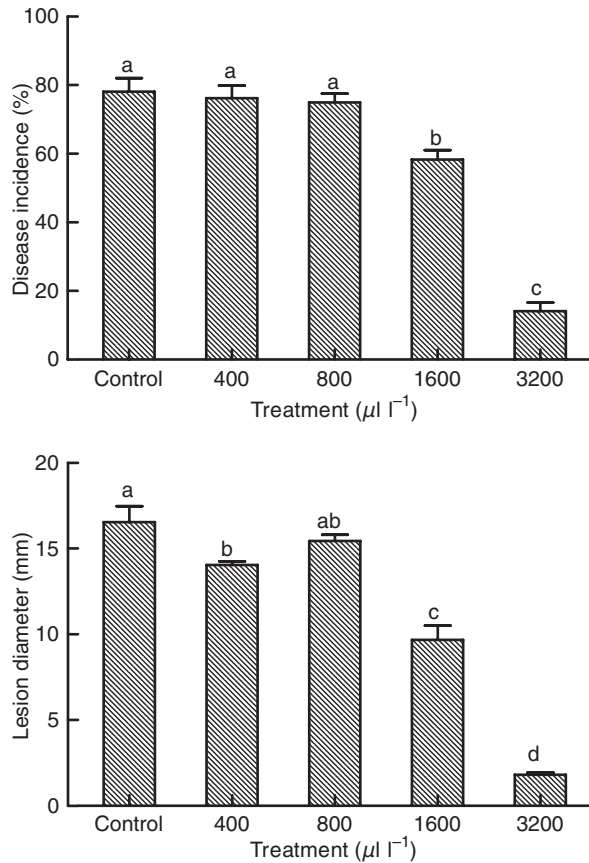 100
80
60
40
20
0
Disease incidence (%)
a
a
a
b
c
Control 400 800 1600 3200
Treatment (μl l⁻¹)
20
15
10
5
0
Lesion diameter (mm)
a
b
ab
c
d
Control 400 800 1600 3200
Treatment (μl l⁻¹)